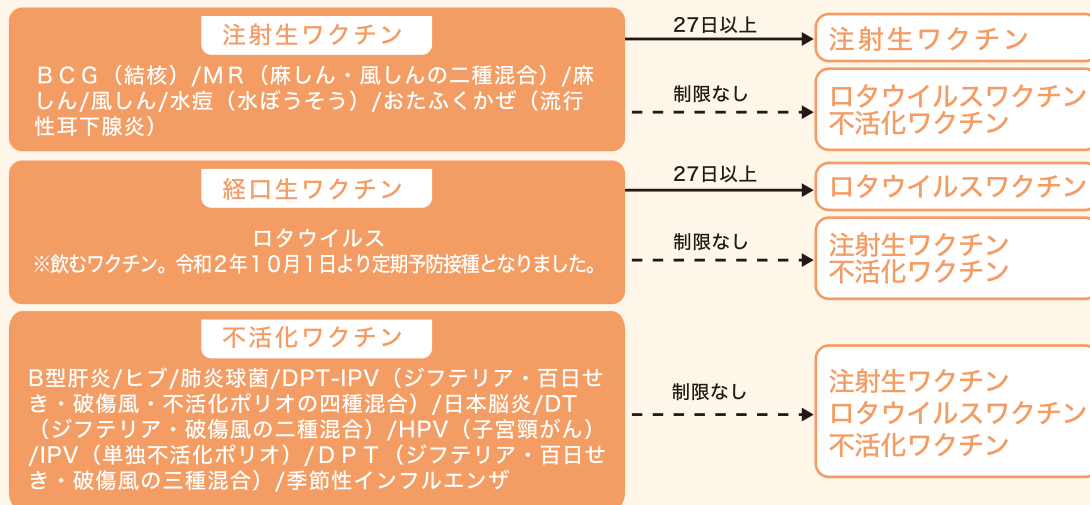 注射生ワクチン
BCG（結核）/MR（麻しん・風しんの二種混合）/麻
しん/風しん/水痘（水ぼうそう）/おたふくかぜ（流行
性耳下腺炎）
27日以上
注射生ワクチン
制限なし
ロタウイルスワクチン
不活化ワクチン
経口生ワクチン
ロタウイルス
※飲むワクチン。令和2年10月1日より定期予防接種となりました。
27日以上
ロタウイルスワクチン
制限なし
注射生ワクチン
不活化ワクチン
不活化ワクチン
B型肝炎/ヒブ/肺炎球菌/DPT-IPV（ジフテリア・百日せ
き・破傷風・不活化ポリオの四種混合）/日本脳炎/DT
（ジフテリア・破傷風の二種混合）/HPV（子宮頸がん）
/IPV（単独不活化ポリオ）/DPT（ジフテリア・百日せ
き・破傷風の三種混合）/季節性インフルエンザ
制限なし
注射生ワクチン
ロタウイルスワクチン
不活化ワクチン